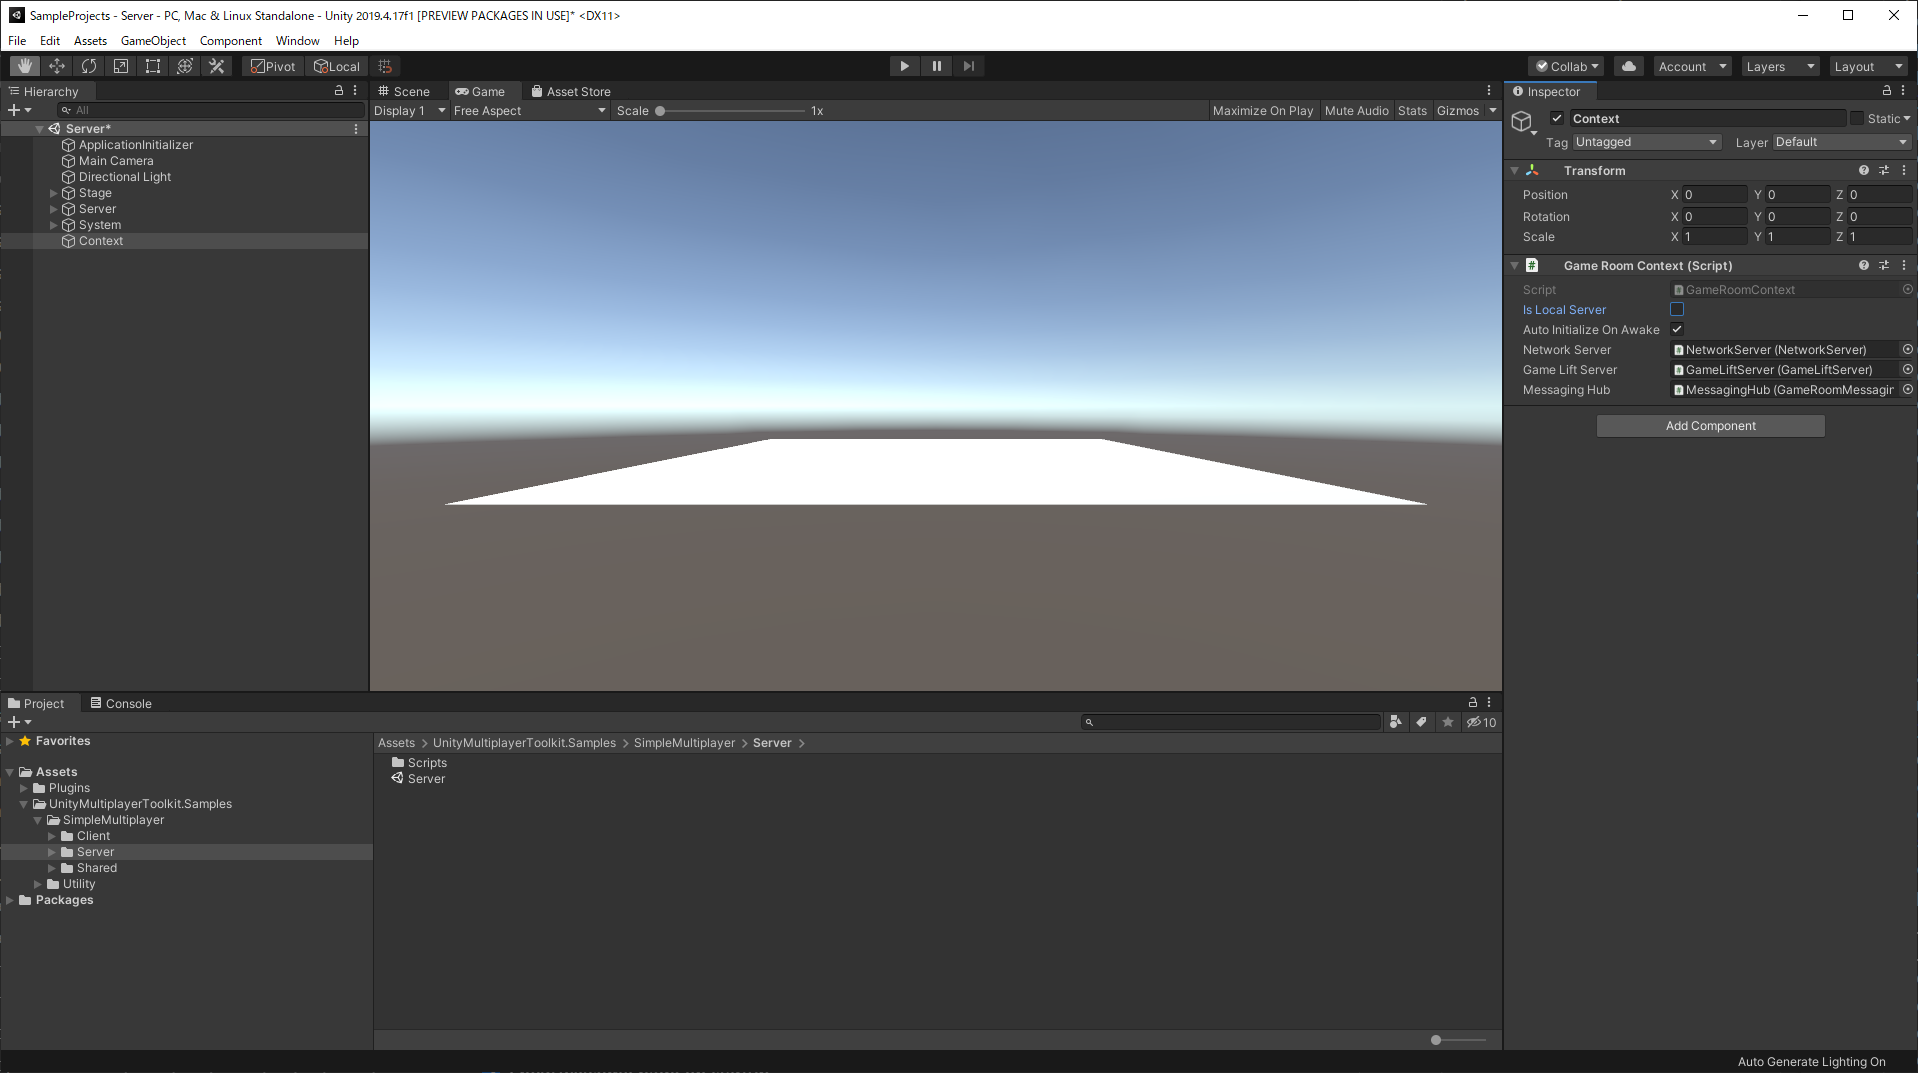 SampleProjects - Server - PC, Mac & Linux Standalone - Unity 2019.4.17f1 [PREVIEW PACKAGES IN USE]* <DX11>
File Edit Assets GameObject Component Window Help
Pivot Local Collab Account Layers Layout
Hierarchy
All
Server*
ApplicationInitializer
Main Camera
Directional Light
Stage
Server
System
Context
Scene Game Asset Store
Display 1 Free Aspect Scale 1x Maximize On Play Mute Audio Stats Gizmos
Inspector
Context Static
Tag Untagged Layer Default
Transform
Position X 0 Y 0 Z 0
Rotation X 0 Y 0 Z 0
Scale X 1 Y 1 Z 1
Game Room Context (Script)
Script GameRoomContext
Is Local Server
Auto Initialize On Awake
Network Server NetworkServer (NetworkServer)
Game Lift Server GameLiftServer (GameLiftServer)
Messaging Hub MessagingHub (GameRoomMessagin
Add Component
Project Console
10
Favorites
Assets
Plugins
UnityMultiplayerToolkit.Samples
SimpleMultiplayer
Client
Server
Shared
Utility
Packages
Assets > UnityMultiplayerToolkit.Samples > SimpleMultiplayer > Server >
Scripts
Server
Auto Generate Lighting On